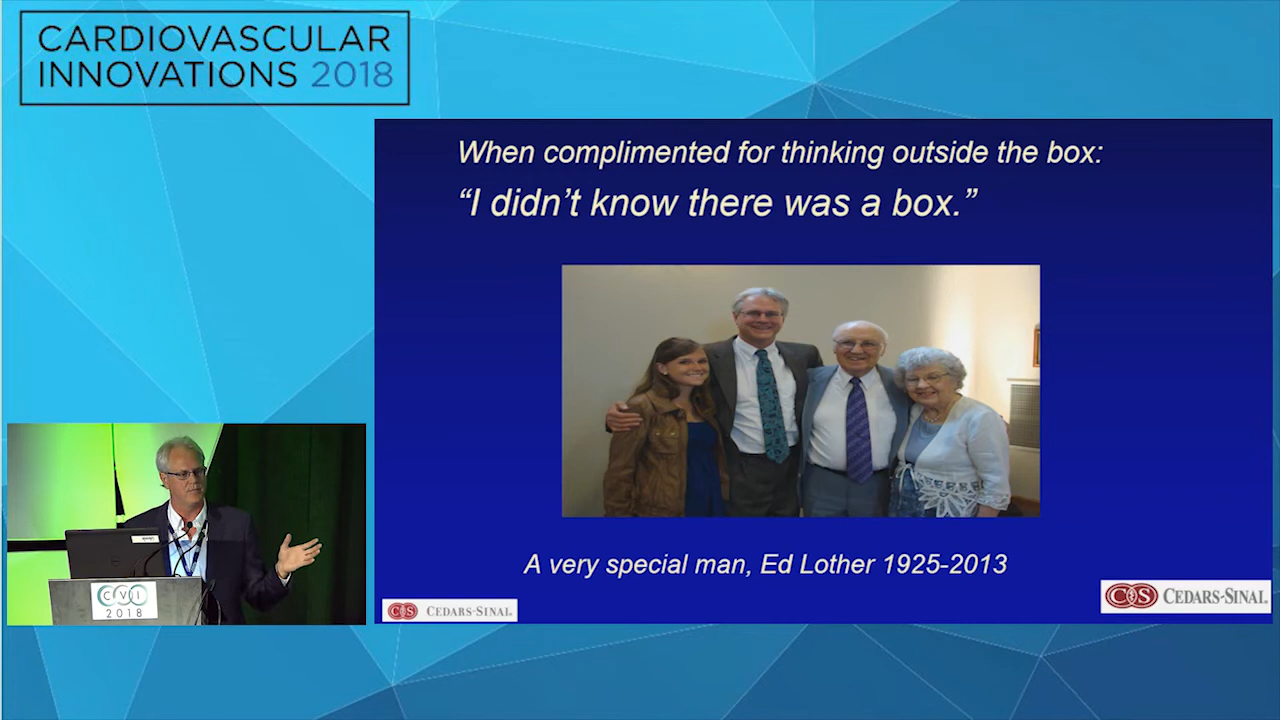 CARDIOVASCULAR
INNOVATIONS 2018
When complimented for thinking outside the box:
“I didn’t know there was a box.”
A very special man, Ed Lother 1925-2013
CEDARS-SINAI
CEDARS-SINAI.
CVI
2018